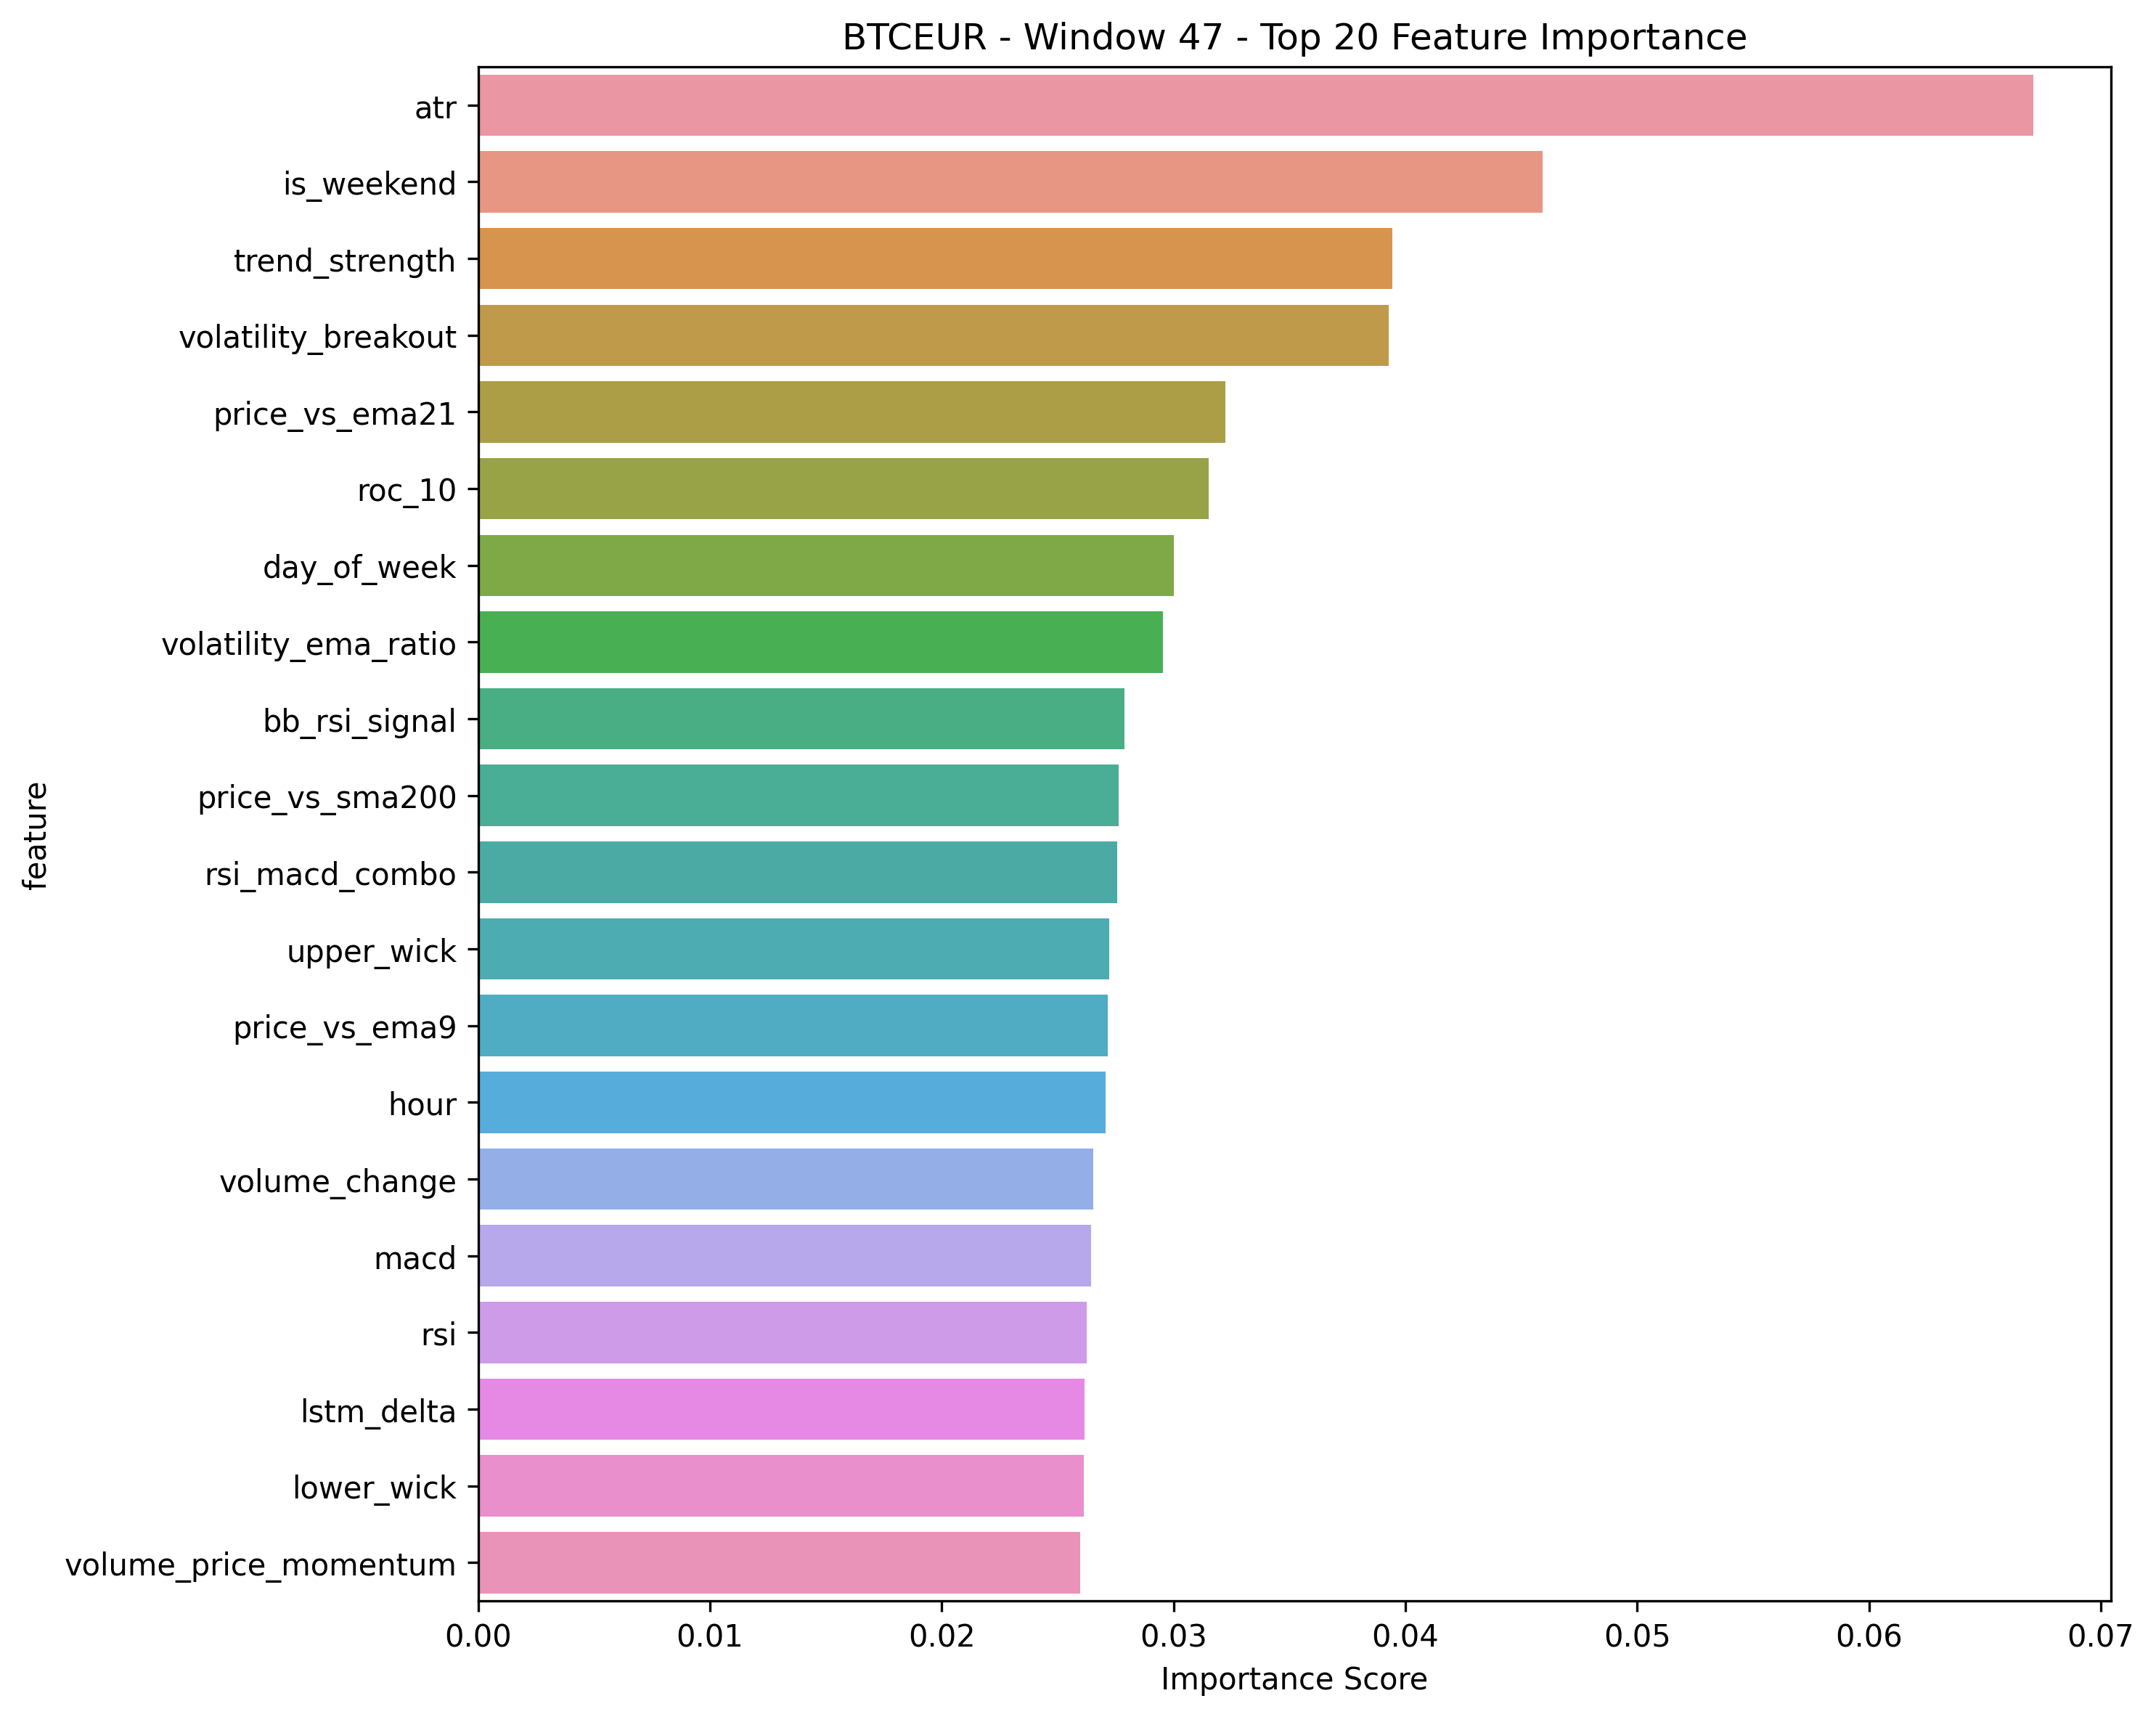 BTCEUR - Window 47 - Top 20 Feature Importance
feature
atr
is_weekend
trend_strength
volatility_breakout
price_vs_ema21
roc_10
day_of_week
volatility_ema_ratio
bb_rsi_signal
price_vs_sma200
rsi_macd_combo
upper_wick
price_vs_ema9
hour
volume_change
macd
rsi
lstm_delta
lower_wick
volume_price_momentum
0.00 0.01 0.02 0.03 0.04 0.05 0.06 0.07
Importance Score